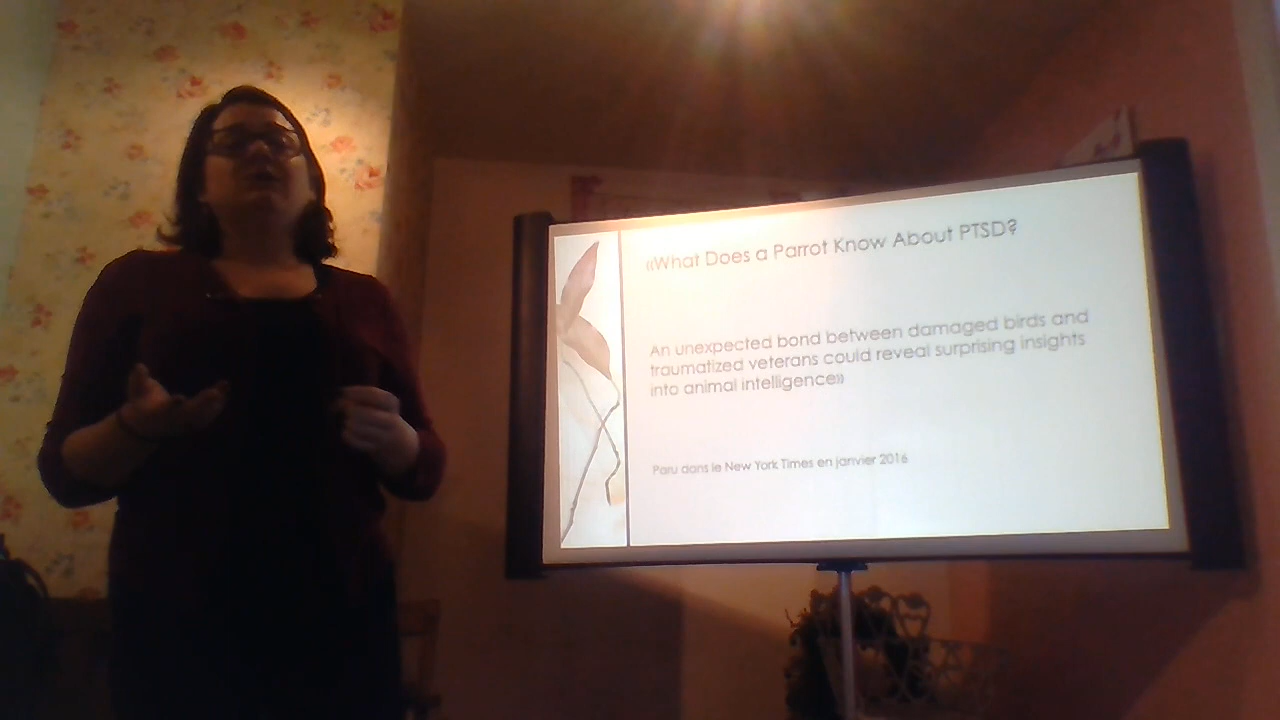 «What Does a Parrot Know About PTSD?
An unexpected bond between damaged birds and
traumatized veterans could reveal surprising insights
into animal intelligence»
Paru dans le New York Times en janvier 2016